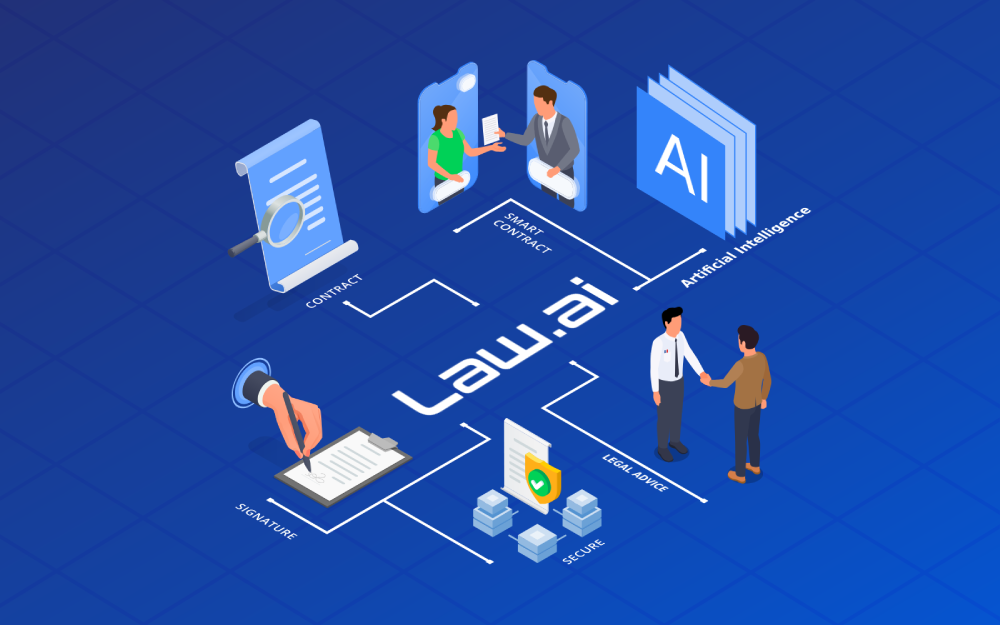 AI
SMART
CONTRACT
Artificial Intelligence
CONTRACT
Law.ai
LEGAL ADVICE
SIGNATURE
SECURE